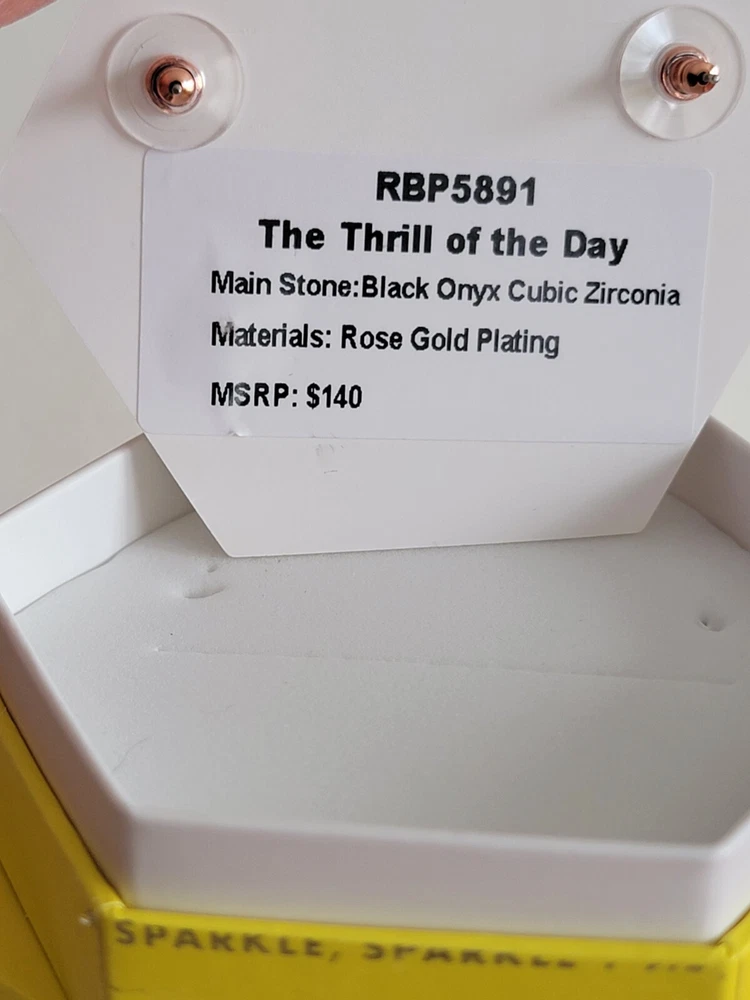 RBP5891
The Thrill of the Day
Main Stone:Black Onyx Cubic Zirconia
Materials: Rose Gold Plating
MSRP: $140
SPARKLE, SPARKLE